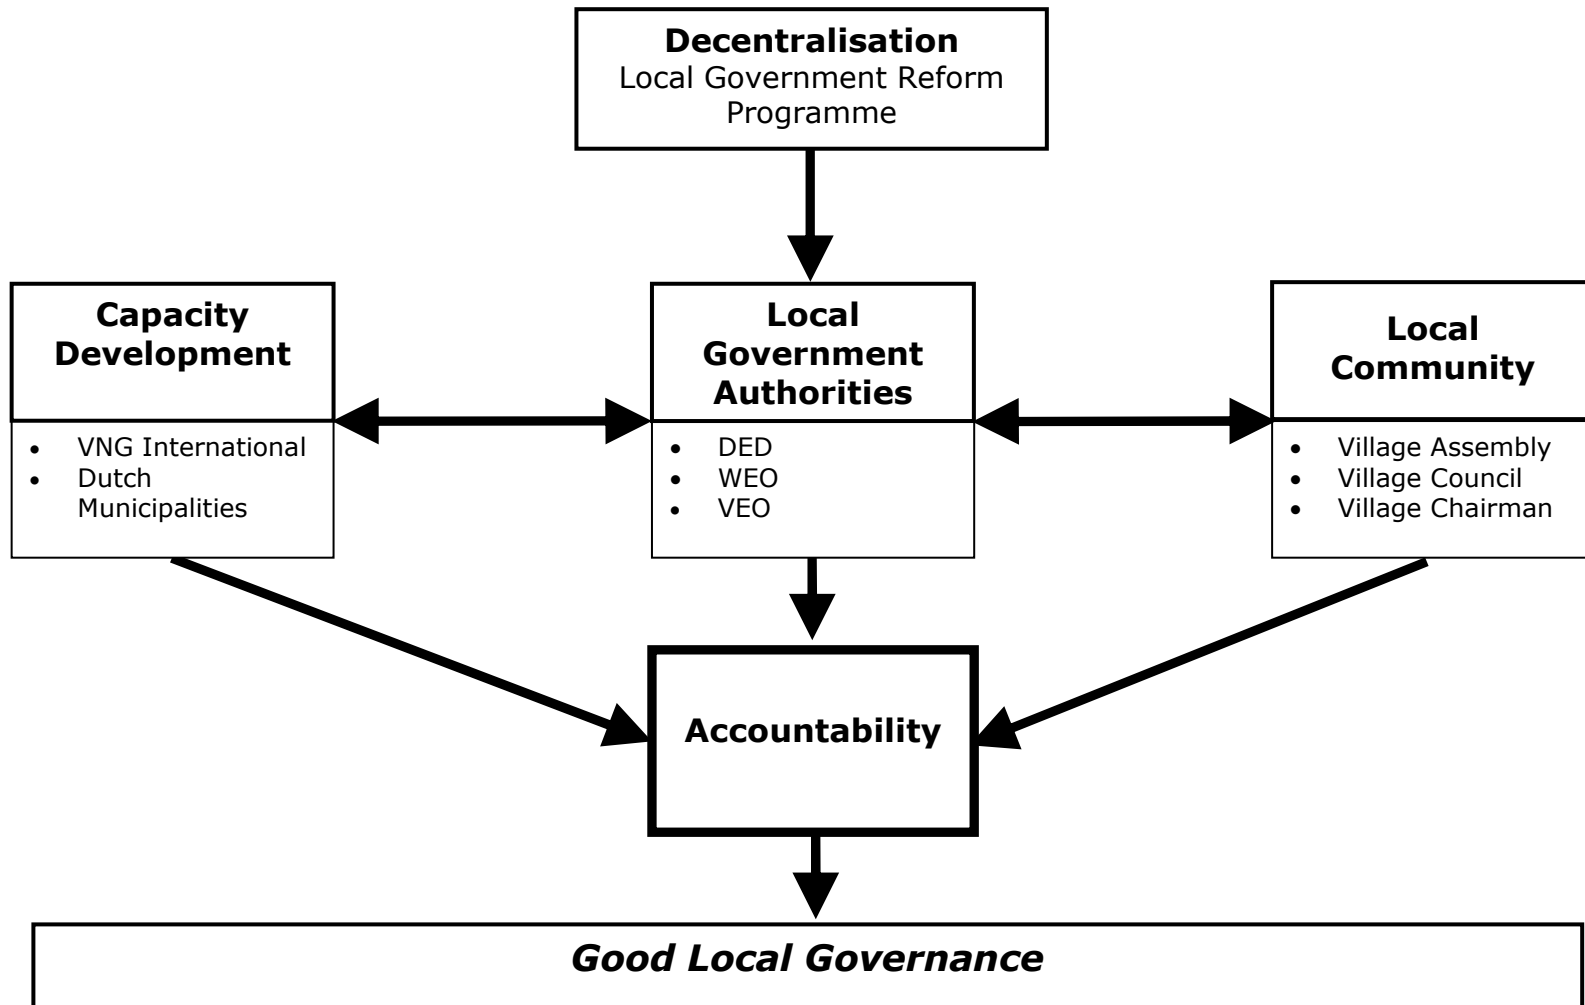 Decentralisation
Local Government Reform
Programme
Capacity
Development
Local
Government
Authorities
Local
Community
• VNG International
• Dutch
Municipalities
• DED
• WEO
• VEO
• Village Assembly
• Village Council
• Village Chairman
Accountability
Good Local Governance